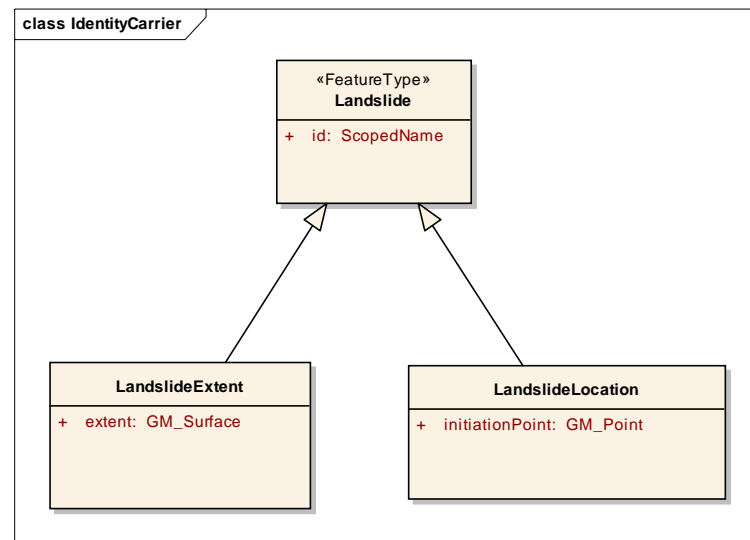 class IdentityCarrier
«FeatureType»
Landslide
+ id: ScopedName
LandslideExtent
+ extent: GM_Surface
LandslideLocation
+ initiationPoint: GM_Point